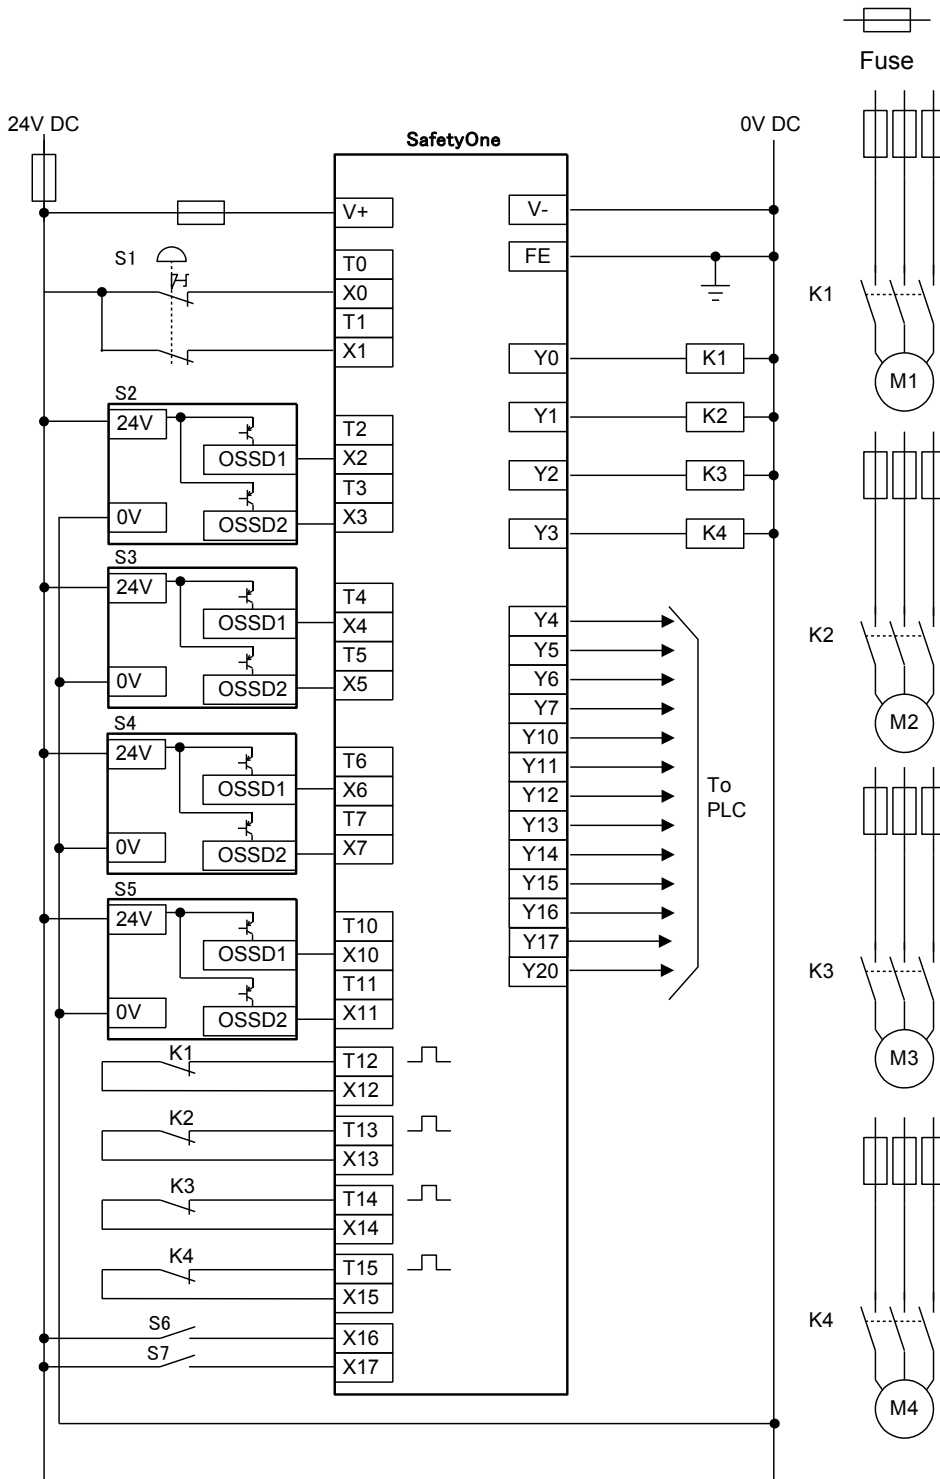 Fuse
24V DC
0V DC
SafetyOne
V+
V-
S1
T0
FE
X0
K1
T1
X1
Y0
K1
M1
S2
24V
T2
Y1
K2
OSSD1
X2
T3
Y2
K3
0V
OSSD2
X3
Y3
K4
S3
24V
T4
OSSD1
X4
Y4
K2
T5
Y5
0V
OSSD2
X5
Y6
Y7
M2
S4
24V
T6
Y10
OSSD1
X6
Y11
To
PLC
T7
Y12
0V
OSSD2
X7
Y13
Y14
S5
Y15
24V
T10
Y16
OSSD1
X10
Y17
T11
Y20
K3
0V
OSSD2
X11
K1
T12
M3
X12
K2
T13
X13
K3
T14
X14
K4
T15
X15
S6
X16
K4
S7
X17
M4